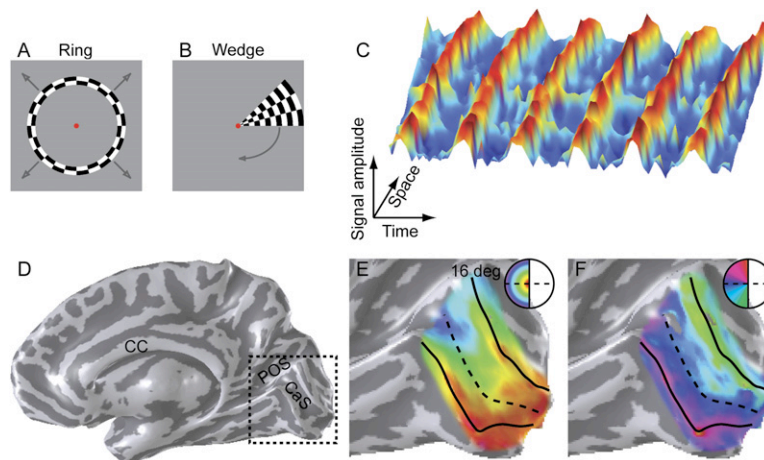 A Ring
B Wedge
C
Signal amplitude
Space
Time
D
CC
POS
CaS
E
16 deg
F